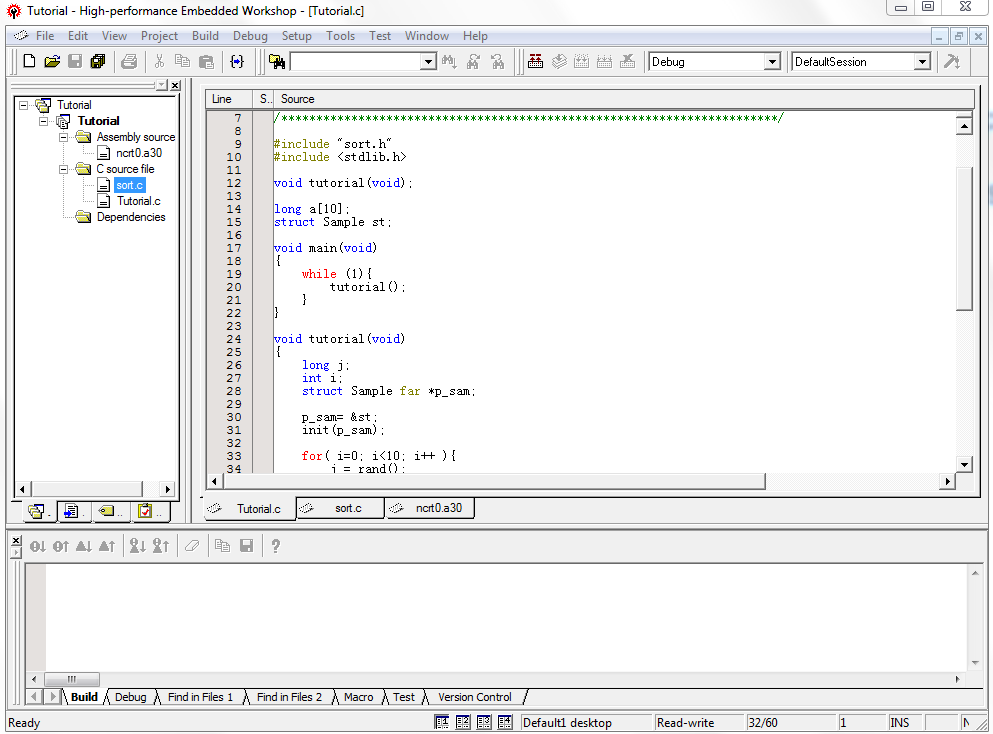 Tutorial - High-performance Embedded Workshop - [Tutorial.c]
File Edit View Project Build Debug Setup Tools Test Window Help
Debug DefaultSession
Tutorial
Tutorial
Assembly source
ncrt0.a30
C source file
sort.c
Tutorial.c
Dependencies
Line S.. Source
7 /***********************************************************************/
8
9 #include "sort.h"
10 #include <stdlib.h>
11
12 void tutorial(void);
13
14 long a[10];
15 struct Sample st;
16
17 void main(void)
18 {
19     while (1){
20         tutorial();
21     }
22 }
23
24 void tutorial(void)
25 {
26     long j;
27     int i;
28     struct Sample far *p_sam;
29
30     p_sam= &st;
31     init(p_sam);
32
33     for( i=0; i<10; i++ ){
34         j = rand();
Tutorial.c sort.c ncrt0.a30
Build Debug Find in Files 1 Find in Files 2 Macro Test Version Control
Ready 1 2 3 4 Default1 desktop Read-write 32/60 1 INS N